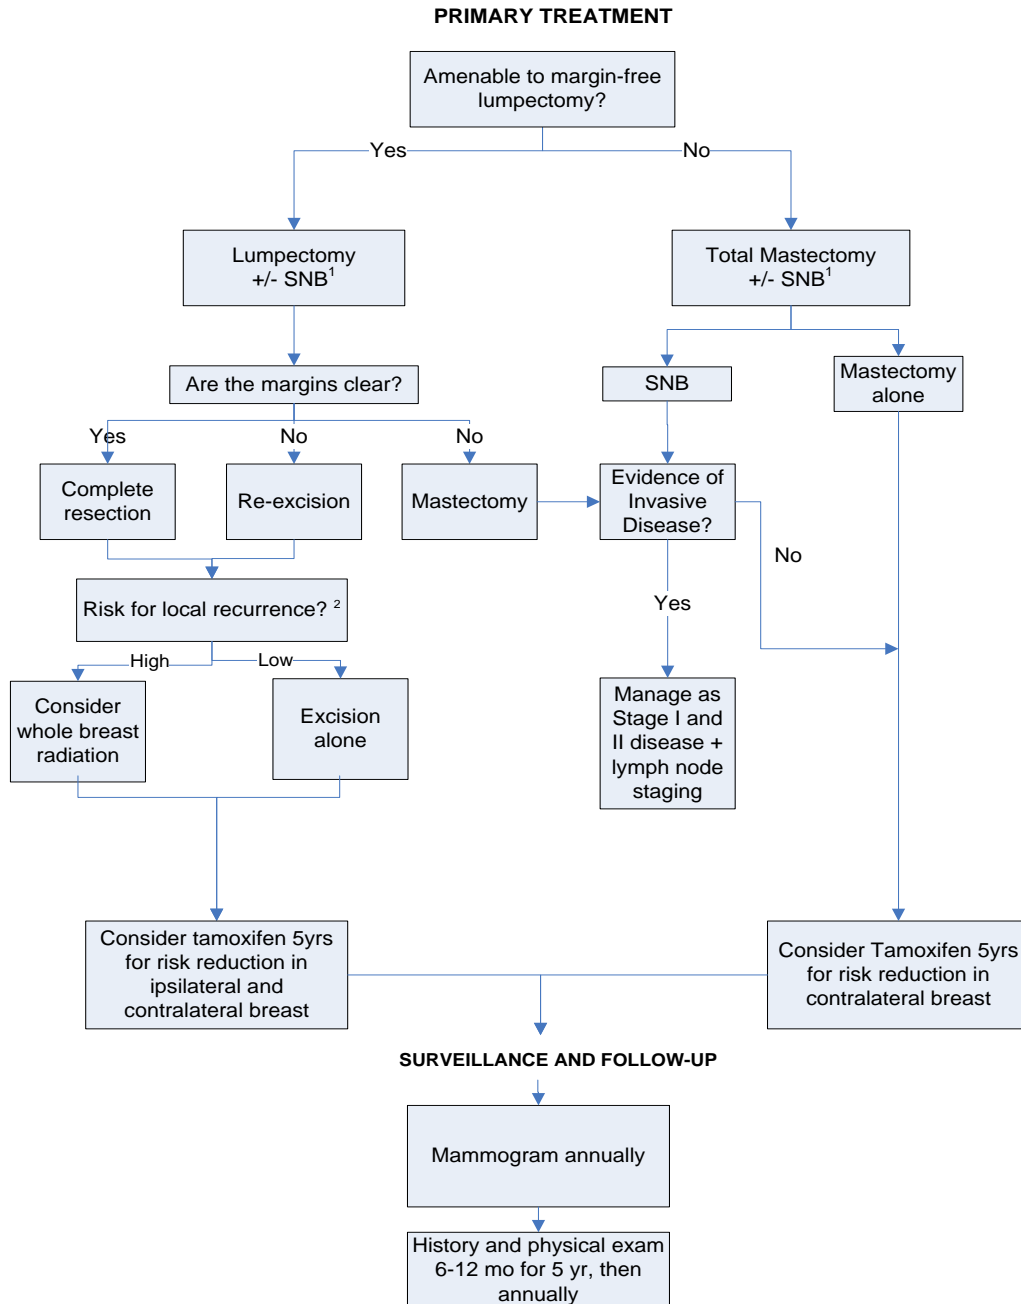 PRIMARY TREATMENT
Amenable to margin-free
lumpectomy?
Yes
No
Lumpectomy
+/- SNB¹
Total Mastectomy
+/- SNB¹
Are the margins clear?
SNB
Mastectomy
alone
Yes
No
No
Complete
resection
Re-excision
Mastectomy
Evidence of
Invasive
Disease?
No
Risk for local recurrence? ²
Yes
High
Low
Consider
whole breast
radiation
Excision
alone
Manage as
Stage I and
II disease +
lymph node
staging
Consider tamoxifen 5yrs
for risk reduction in
ipsilateral and
contralateral breast
Consider Tamoxifen 5yrs
for risk reduction in
contralateral breast
SURVEILLANCE AND FOLLOW-UP
Mammogram annually
History and physical exam
6-12 mo for 5 yr, then
annually